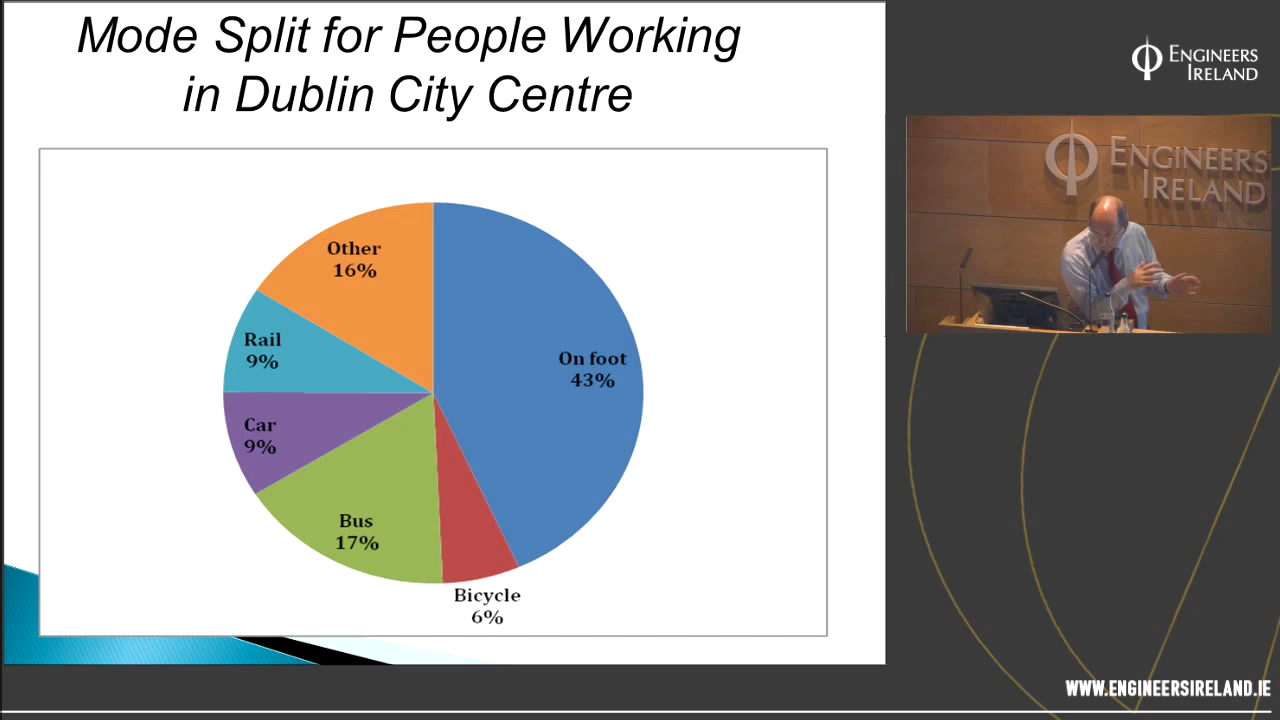 Mode Split for People Working
in Dublin City Centre
Other
16%
Rail
9%
On foot
43%
Car
9%
Bus
17%
Bicycle
6%
ENGINEERS
IRELAND
ENGINEERS
IRELAND
WWW.ENGINEERSIRELAND.IE